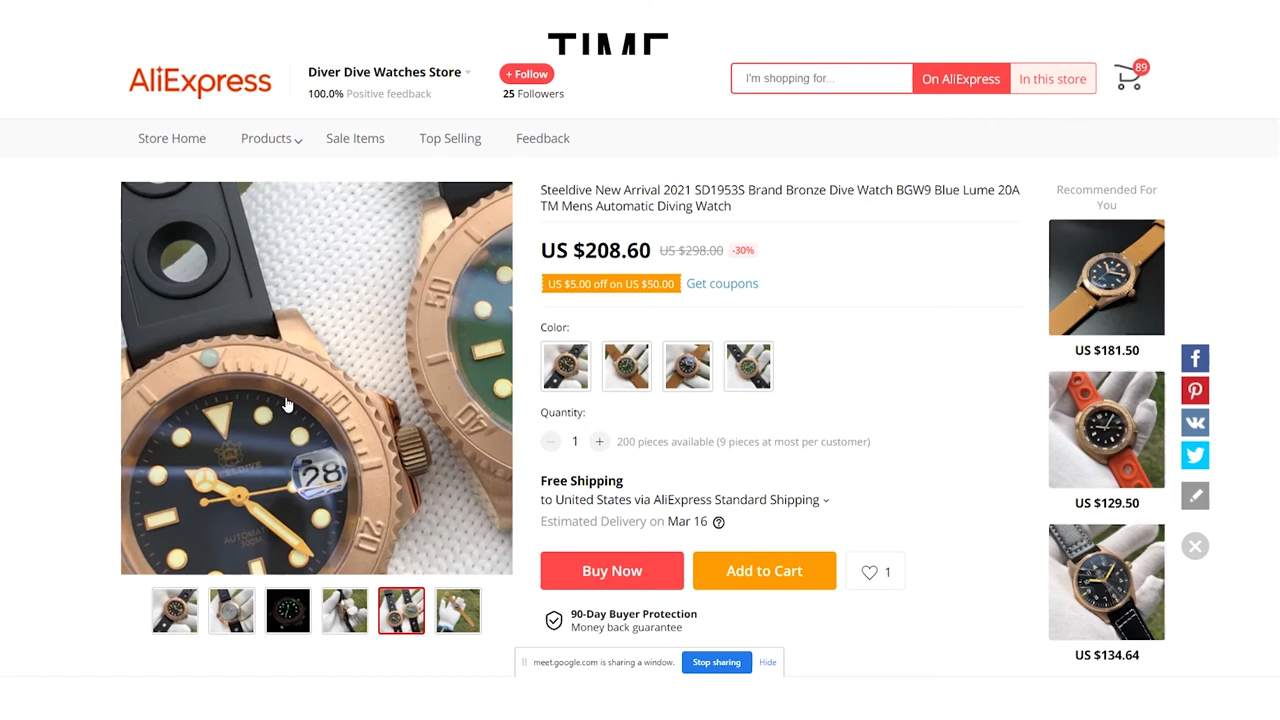 TIME
AliExpress
Diver Dive Watches Store
100.0% Positive feedback
+ Follow
25 Followers
I'm shopping for...
On AliExpress
In this store
89
Store Home
Products
Sale Items
Top Selling
Feedback
Steeldive New Arrival 2021 SD1953S Brand Bronze Dive Watch BGW9 Blue Lume 20A
TM Mens Automatic Diving Watch
US $208.60 US $298.00 -30%
US $5.00 off on US $50.00 Get coupons
Color:
Quantity:
1
200 pieces available (9 pieces at most per customer)
Free Shipping
to United States via AliExpress Standard Shipping
Estimated Delivery on Mar 16
Buy Now
Add to Cart
1
90-Day Buyer Protection
Money back guarantee
Recommended For
You
US $181.50
US $129.50
US $134.64
50
20
28
STEELDIVE
AUTOMATIC
300M
meet.google.com is sharing a window.
Stop sharing
Hide